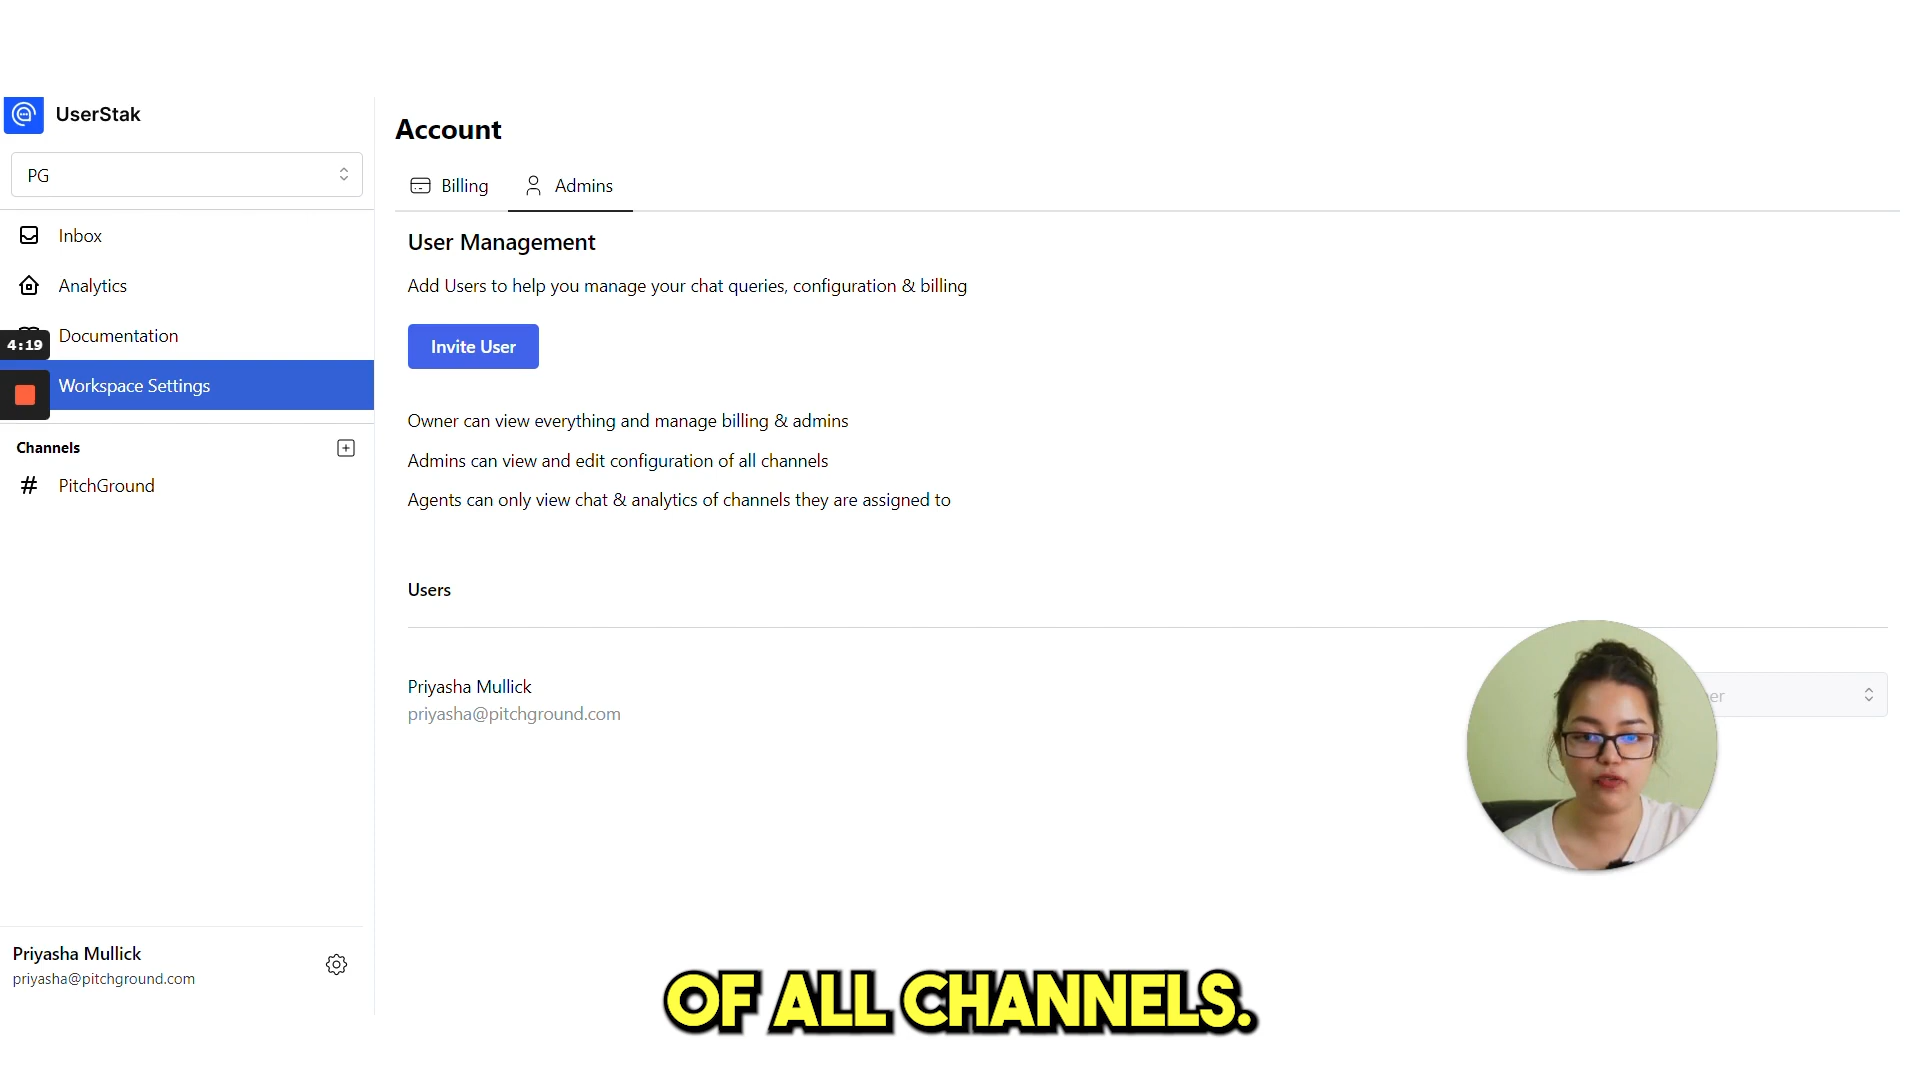 UserStak
PG
Inbox
Analytics
Documentation
4:19
Workspace Settings
Channels
# PitchGround
Priyasha Mullick
priyasha@pitchground.com
Account
Billing
Admins
User Management
Add Users to help you manage your chat queries, configuration & billing
Invite User
Owner can view everything and manage billing & admins
Admins can view and edit configuration of all channels
Agents can only view chat & analytics of channels they are assigned to
Users
Priyasha Mullick
priyasha@pitchground.com
OF ALL CHANNELS.